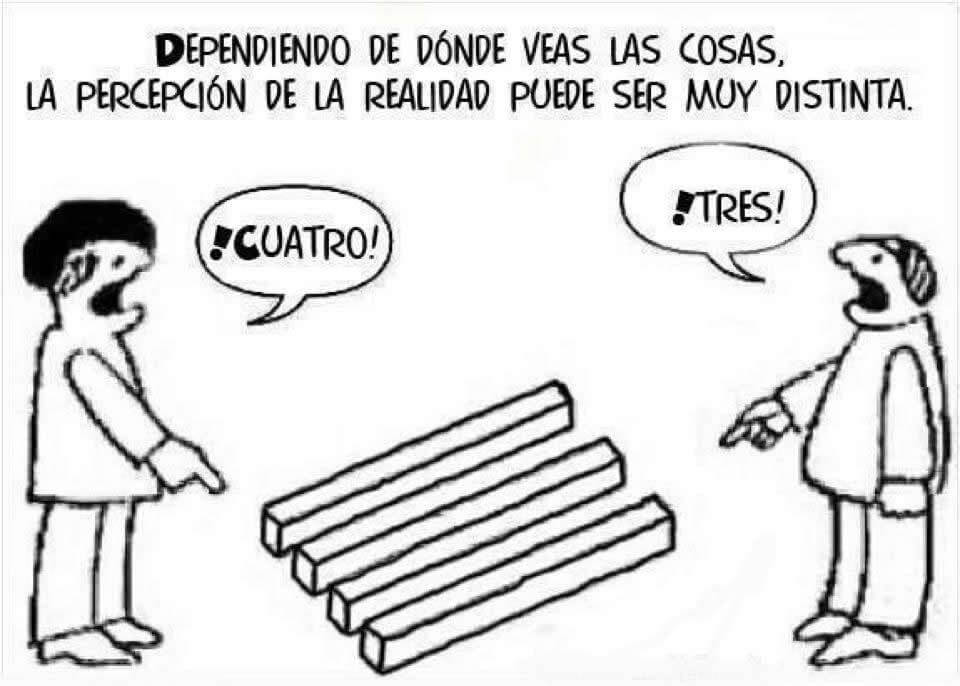 DEPENDIENDO DE DÓNDE VEAS LAS COSAS,
LA PERCEPCIÓN DE LA REALIDAD PUEDE SER MUY DISTINTA.
¡CUATRO!
¡TRES!